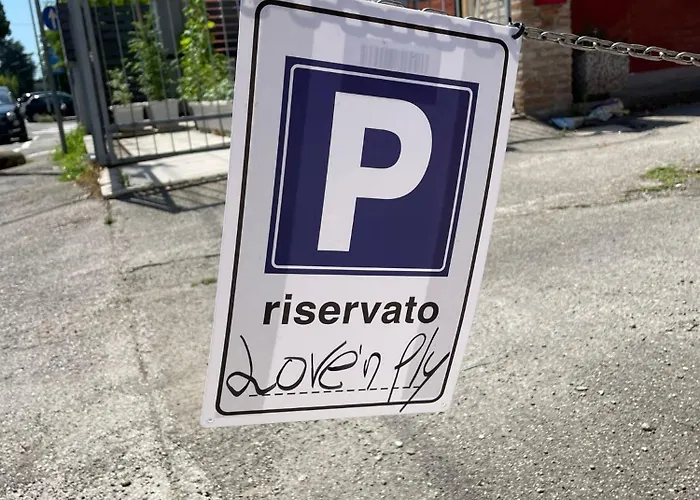 P
riservato
Love'n fly